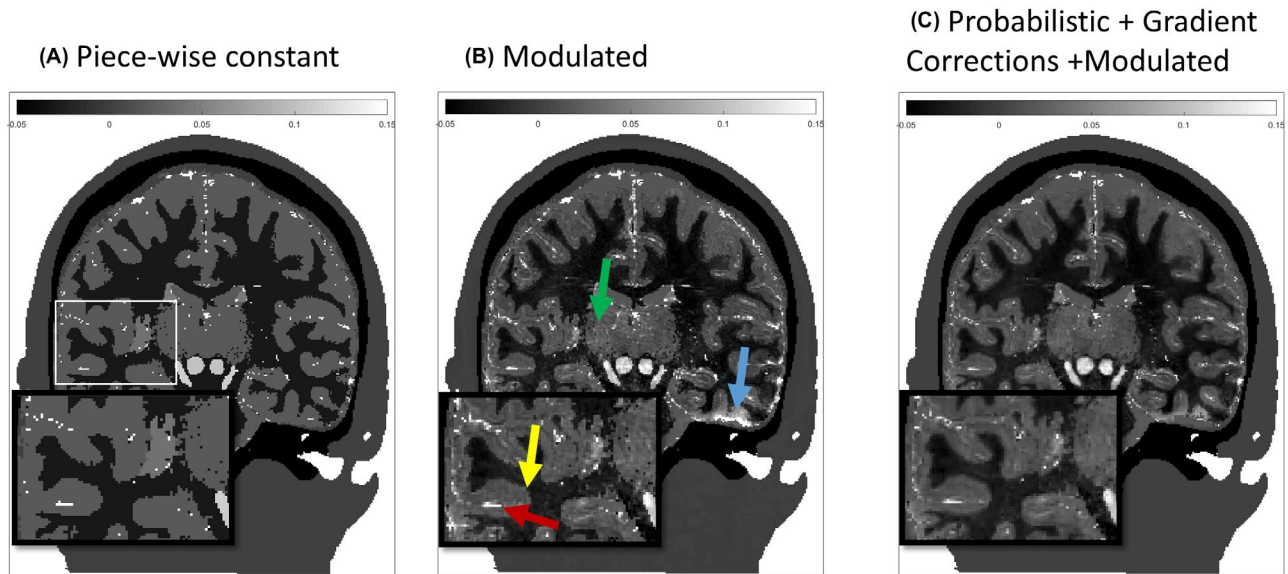 (A) Piece-wise constant
(B) Modulated
(C) Probabilistic + Gradient
Corrections +Modulated
-0.05 0 0.05 0.1 0.15
-0.05 0 0.05 0.1 0.15
-0.05 0 0.05 0.1 0.15